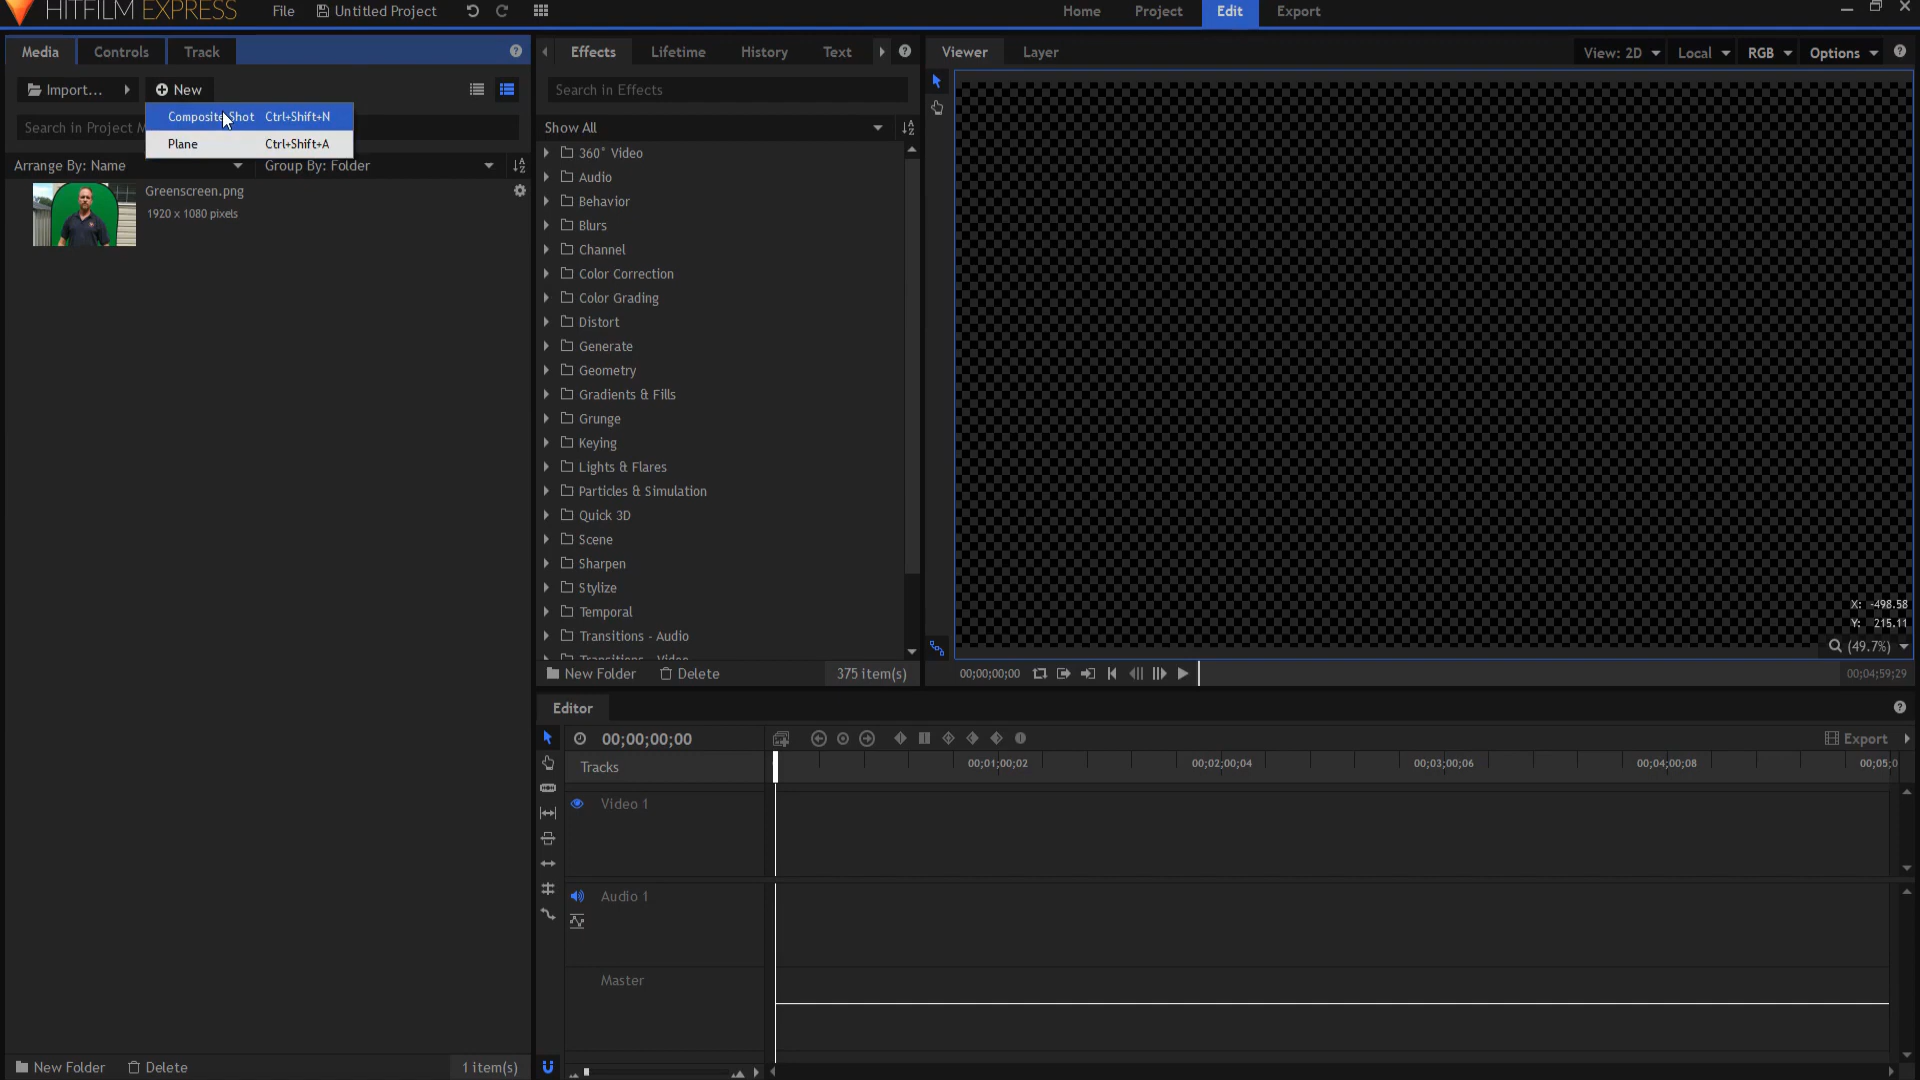 HITFILM EXPRESS
File
Untitled Project
Home
Project
Edit
Export
Media
Controls
Track
Import...
New
Composite Shot Ctrl+Shift+N
Plane Ctrl+Shift+A
Search in Project M
Arrange By: Name
Group By: Folder
Greenscreen.png
1920 x 1080 pixels
New Folder
Delete
1 item(s)
Effects
Lifetime
History
Text
Search in Effects
Show All
360° Video
Audio
Behavior
Blurs
Channel
Color Correction
Color Grading
Distort
Generate
Geometry
Gradients & Fills
Grunge
Keying
Lights & Flares
Particles & Simulation
Quick 3D
Scene
Sharpen
Stylize
Temporal
Transitions - Audio
Transitions - Video
New Folder
Delete
375 item(s)
Viewer
Layer
View: 2D
Local
RGB
Options
X: -498.58
Y: 215.11
(49.7%)
00;00;00;00
00;04;59;29
Editor
00;00;00;00
Export
Tracks
00;01;00;02
00;02;00;04
00;03;00;06
00;04;00;08
00;05;0
Video 1
Audio 1
Master